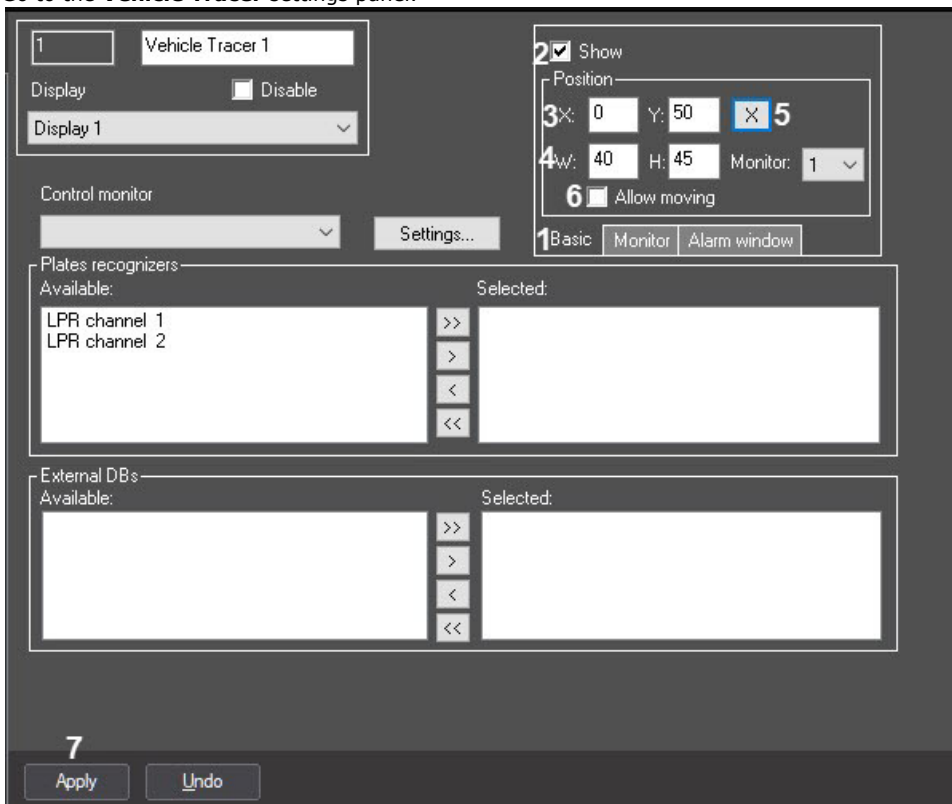 Go to the Vehicle Tracer settings panel.
1 Vehicle Tracer 1
Display Disable
Display 1
2 Show
Position
3 X: 0 Y: 50 X 5
4 W: 40 H: 45 Monitor: 1
6 Allow moving
1 Basic Monitor Alarm window
Control monitor
Settings...
Plates recognizers
Available: Selected:
LPR channel 1
LPR channel 2
>>
>
<
<<
External DBs
Available: Selected:
>>
>
<
<<
7
Apply Undo